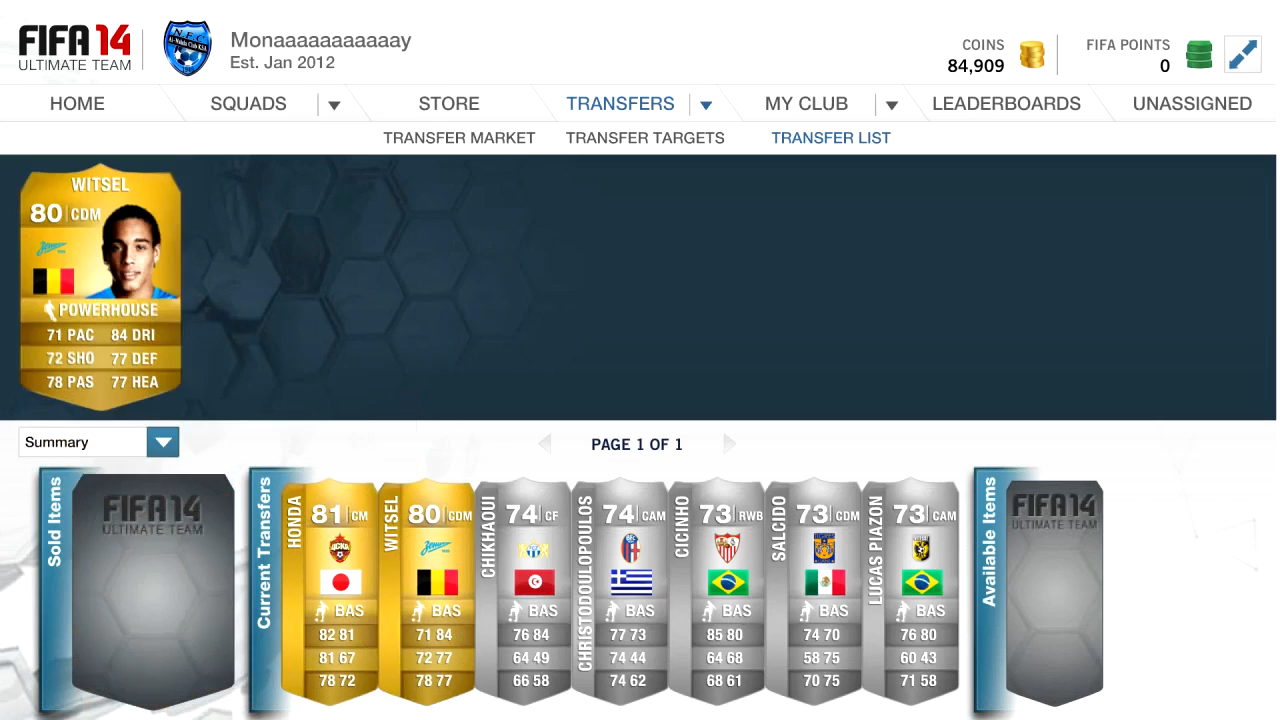 FIFA 14
ULTIMATE TEAM
N.F.C
Monaaaaaaaaaaay
Est. Jan 2012
COINS
84,909
FIFA POINTS
0
HOME
SQUADS
STORE
TRANSFERS
MY CLUB
LEADERBOARDS
UNASSIGNED
TRANSFER MARKET
TRANSFER TARGETS
TRANSFER LIST
WITSEL
80 CDM
POWERHOUSE
71 PAC 84 DRI
72 SHO 77 DEF
78 PAS 77 HEA
Summary
PAGE 1 OF 1
Sold Items
FIFA 14
ULTIMATE TEAM
Current Transfers
HONDA
81 CM
BAS
82 81
81 67
78 72
WITSEL
80 CDM
BAS
71 84
72 77
78 77
CHIKHAOUI
74 CF
BAS
76 84
64 49
66 58
CHRISTODOULOPOULOS
74 CAM
BAS
77 73
74 44
74 62
CICINHO
73 RWB
BAS
85 80
64 68
68 61
SALCIDO
73 CDM
BAS
74 70
58 75
70 75
LUCAS PIAZON
73 CAM
BAS
76 80
60 43
71 58
Available Items
FIFA 14
ULTIMATE TEAM